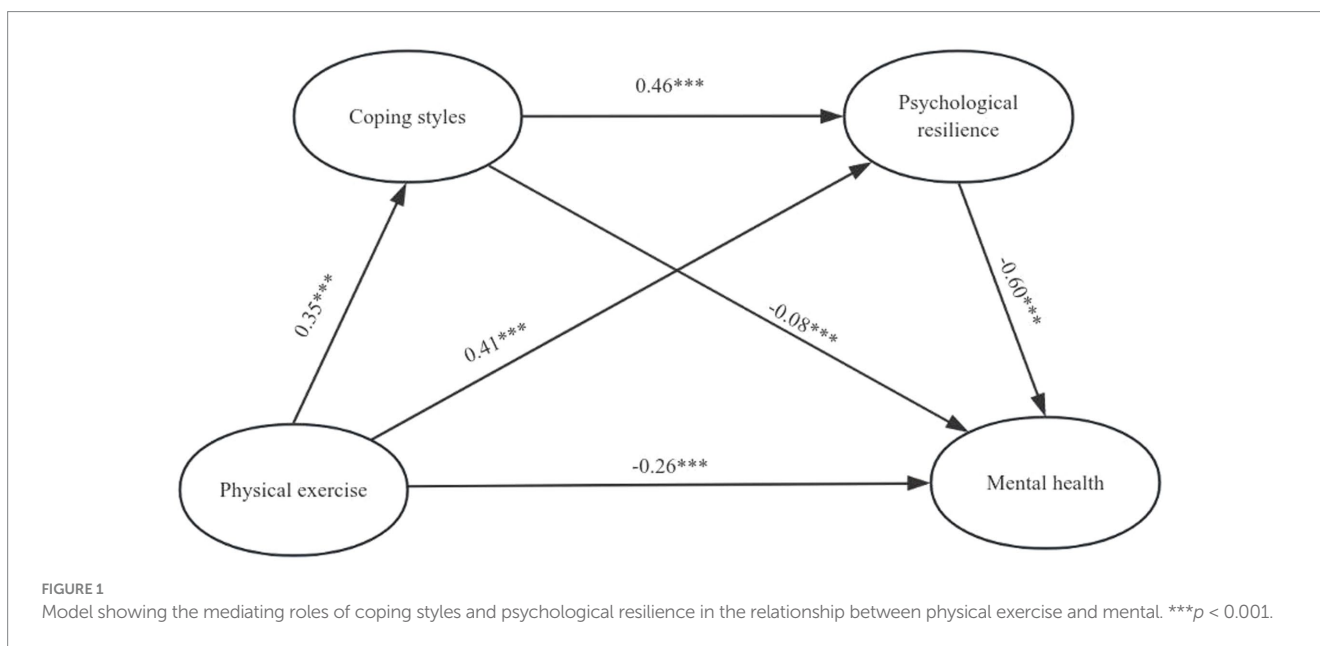 0.46***
Coping styles
Psychological
resilience
0.35***
0.41***
-0.08***
-0.60***
Physical exercise
-0.26***
Mental health
FIGURE 1
Model showing the mediating roles of coping styles and psychological resilience in the relationship between physical exercise and mental. ***p < 0.001.